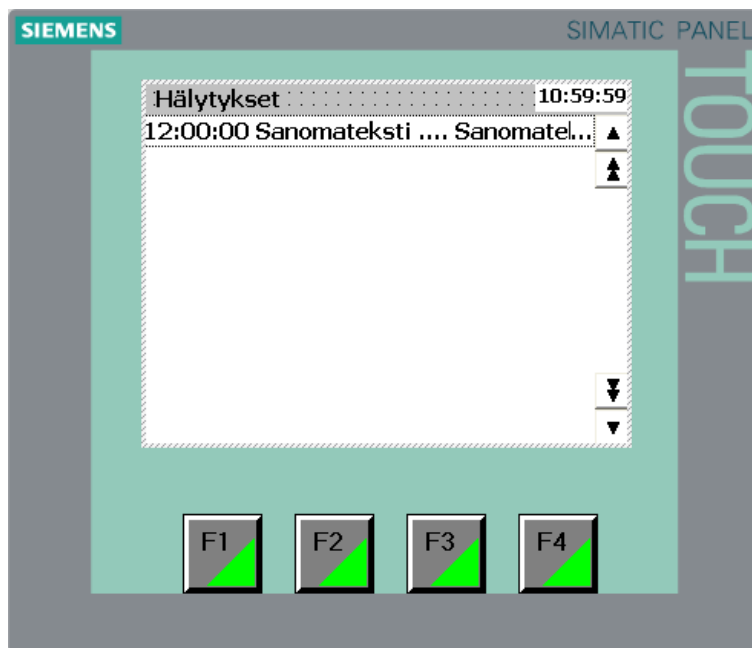 SIEMENS
SIMATIC PANEL
TOUCH
Hälytykset 10:59:59
12:00:00 Sanomateksti .... Sanomatel...
F1 F2 F3 F4